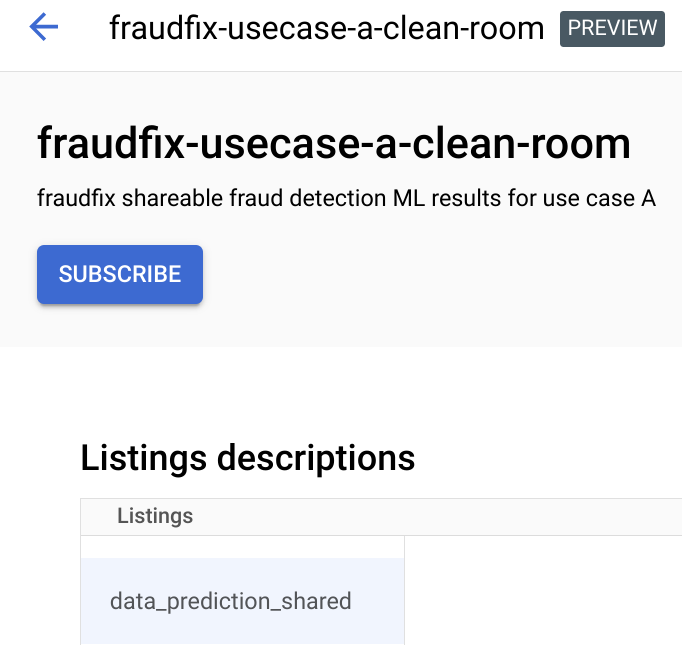 fraudfix-usecase-a-clean-room PREVIEW
fraudfix-usecase-a-clean-room
fraudfix shareable fraud detection ML results for use case A
SUBSCRIBE
Listings descriptions
Listings
data_prediction_shared